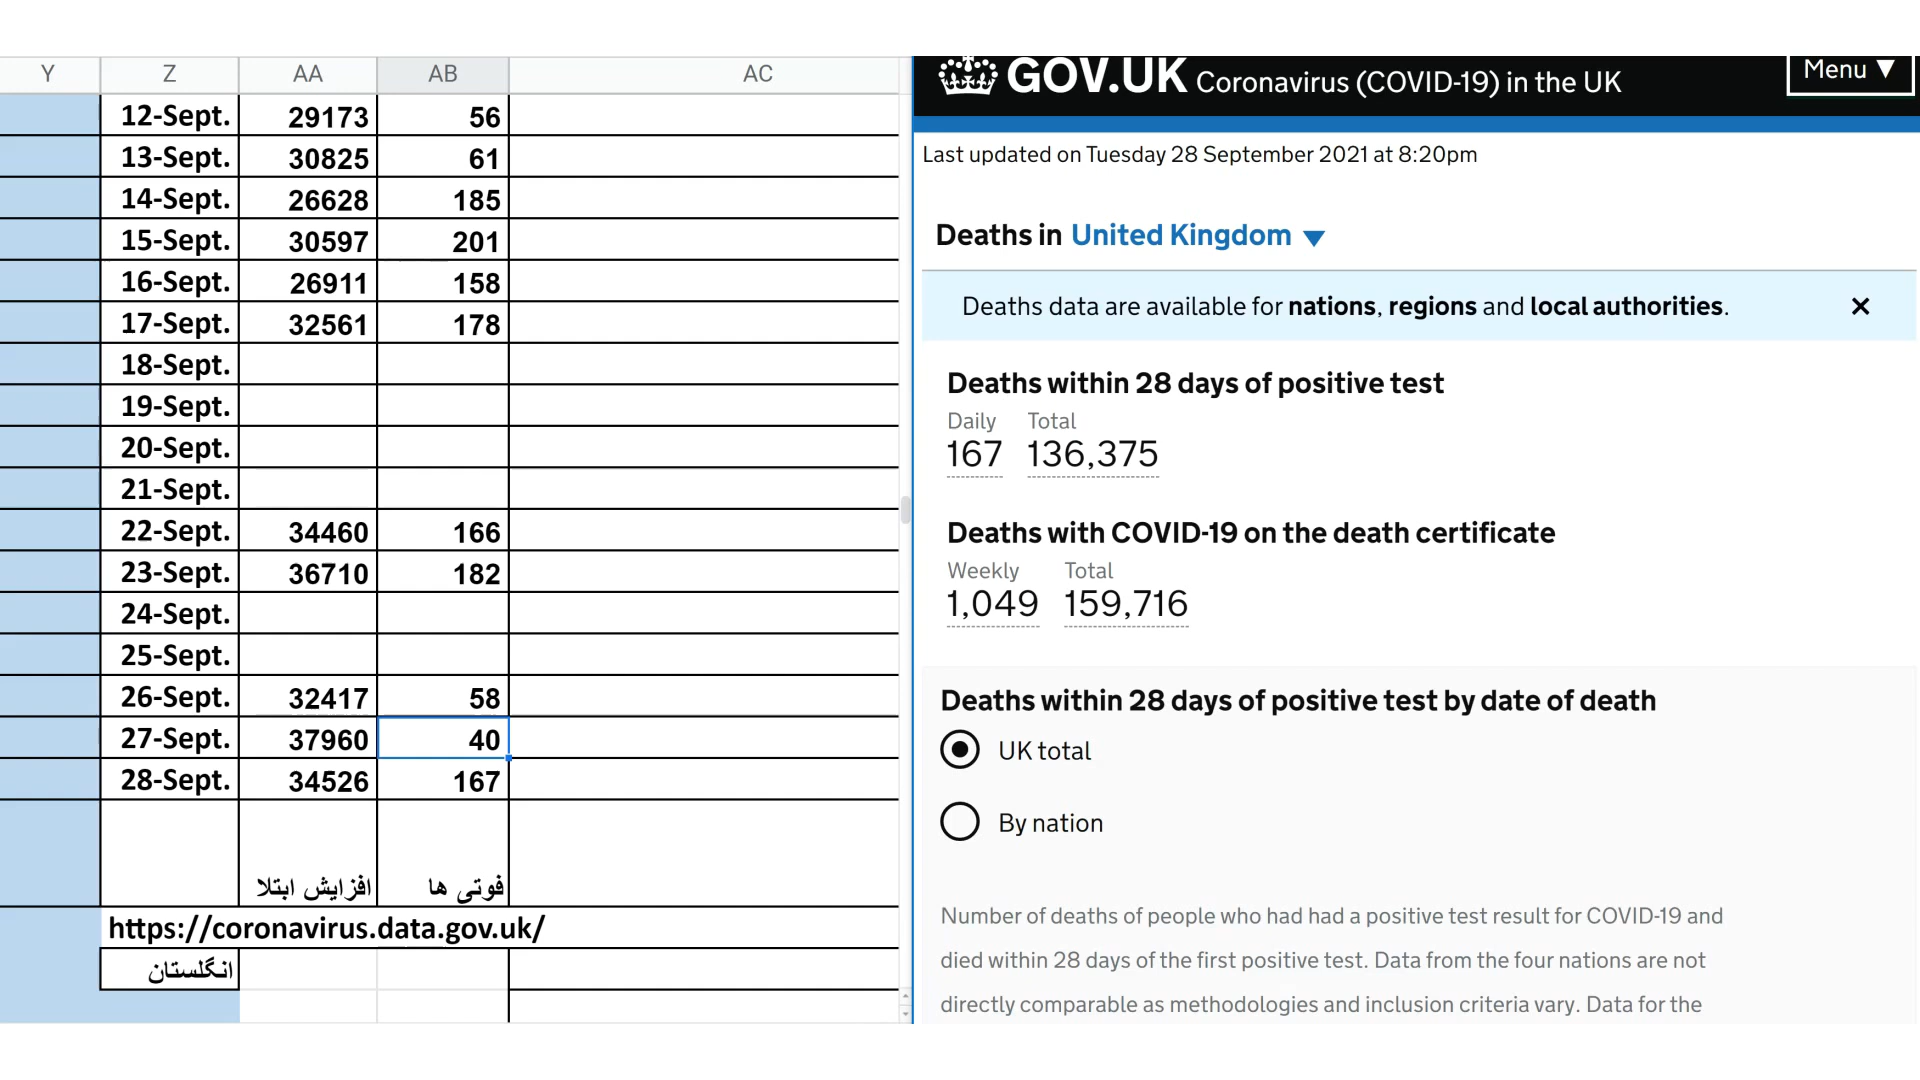 Y Z AA AB AC
12-Sept. 29173 56
13-Sept. 30825 61
14-Sept. 26628 185
15-Sept. 30597 201
16-Sept. 26911 158
17-Sept. 32561 178
18-Sept.
19-Sept.
20-Sept.
21-Sept.
22-Sept. 34460 166
23-Sept. 36710 182
24-Sept.
25-Sept.
26-Sept. 32417 58
27-Sept. 37960 40
28-Sept. 34526 167
افزایش ابتلا فوتی ها
https://coronavirus.data.gov.uk/
انگلستان
GOV.UK Coronavirus (COVID-19) in the UK
Menu ▼
Last updated on Tuesday 28 September 2021 at 8:20pm
Deaths in United Kingdom ▼
Deaths data are available for nations, regions and local authorities. ×
Deaths within 28 days of positive test
Daily Total
167 136,375
Deaths with COVID-19 on the death certificate
Weekly Total
1,049 159,716
Deaths within 28 days of positive test by date of death
UK total
By nation
Number of deaths of people who had had a positive test result for COVID-19 and
died within 28 days of the first positive test. Data from the four nations are not
directly comparable as methodologies and inclusion criteria vary. Data for the